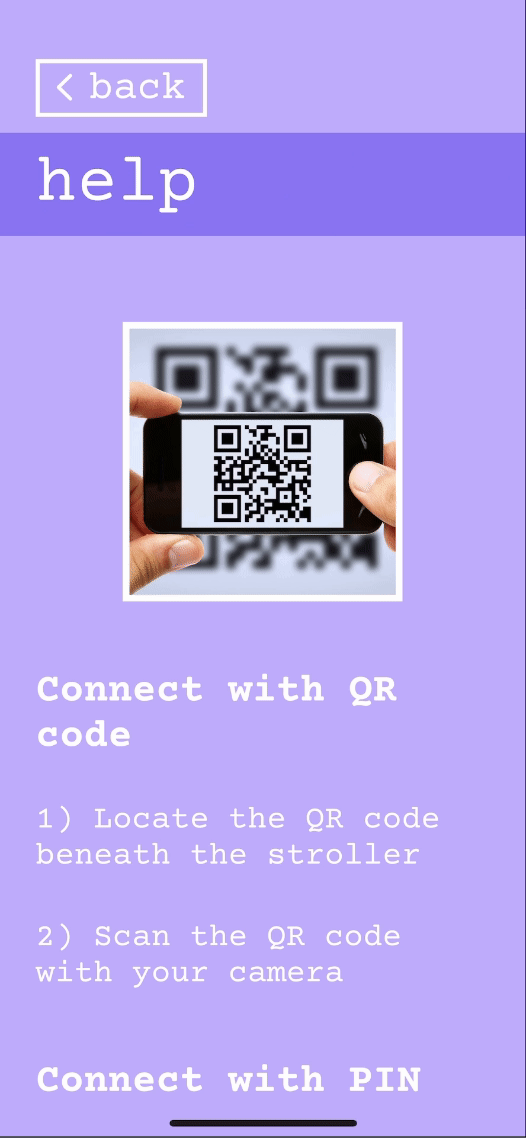 back
help
Connect with QR
code
1) Locate the QR code
beneath the stroller
2) Scan the QR code
with your camera
Connect with PIN